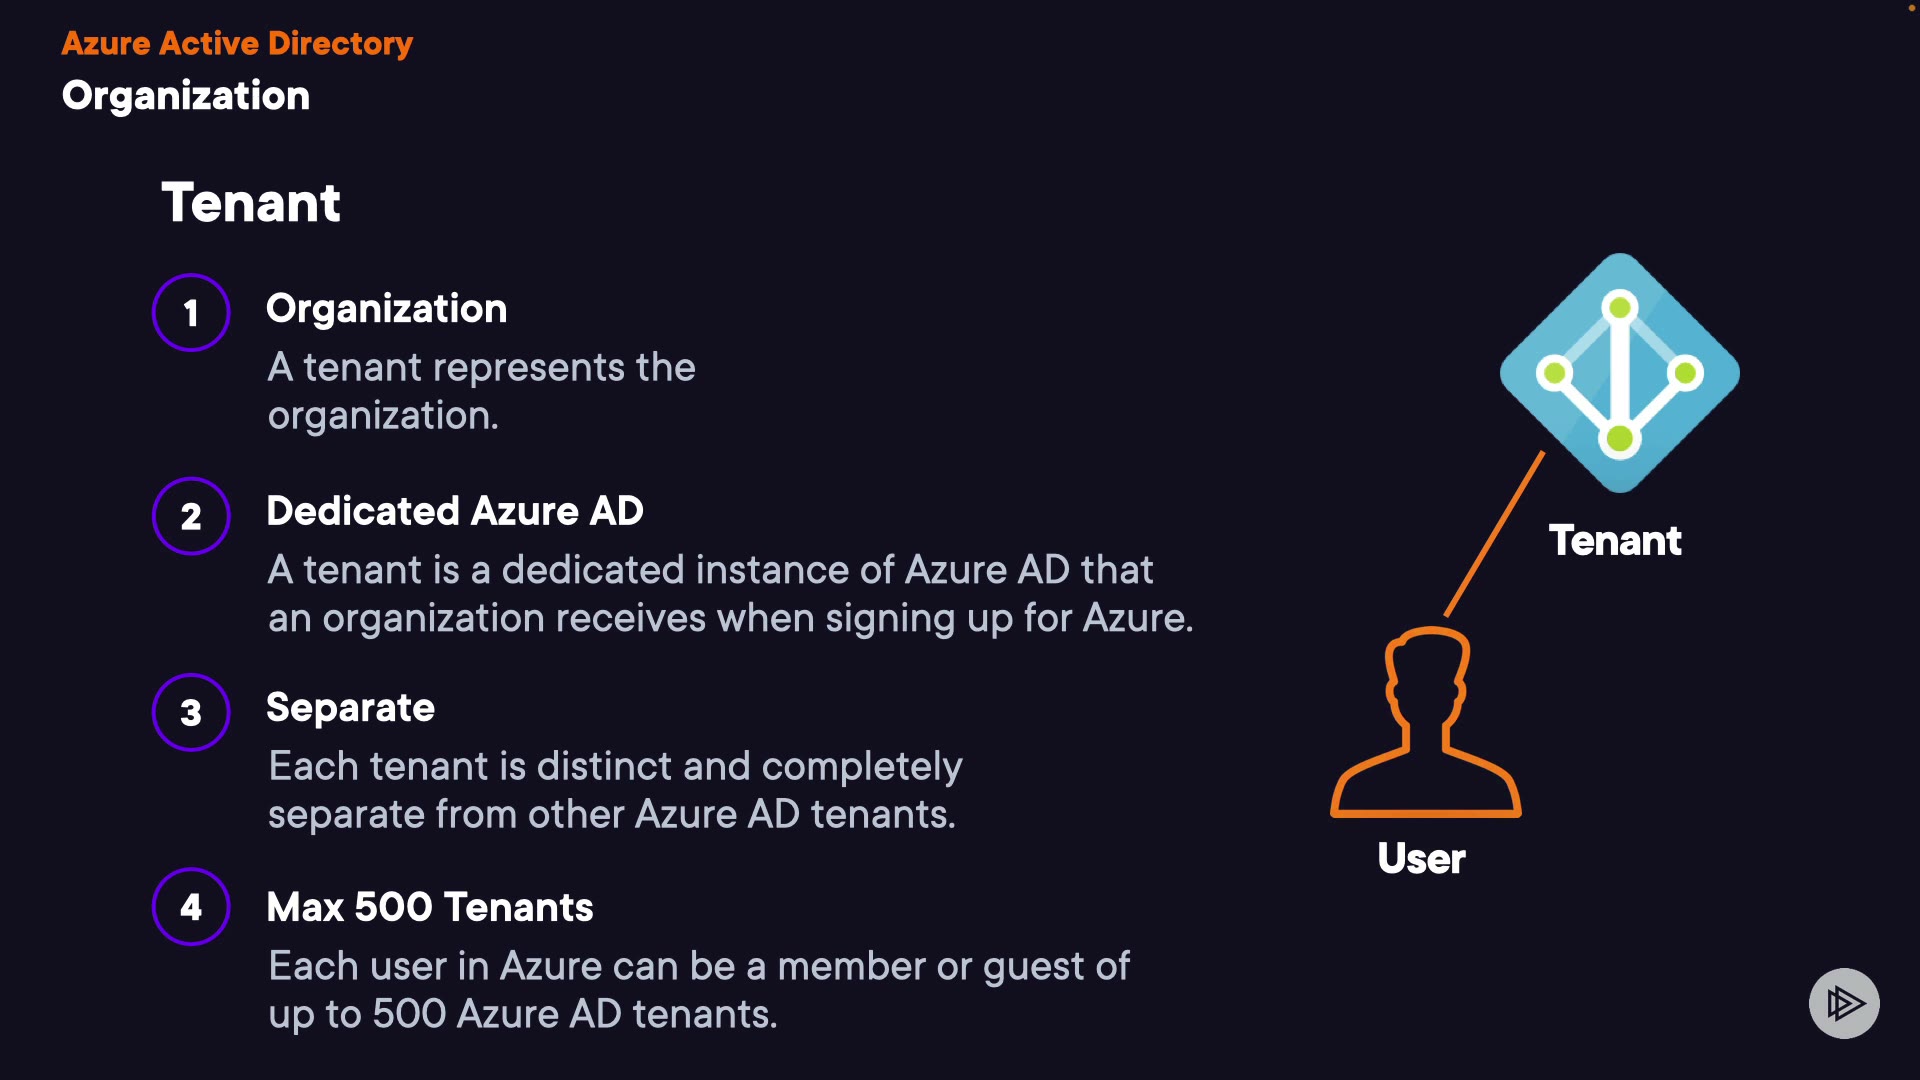 Azure Active Directory
Organization
Tenant
1
Organization
A tenant represents the
organization.
2
Dedicated Azure AD
A tenant is a dedicated instance of Azure AD that
an organization receives when signing up for Azure.
3
Separate
Each tenant is distinct and completely
separate from other Azure AD tenants.
4
Max 500 Tenants
Each user in Azure can be a member or guest of
up to 500 Azure AD tenants.
Tenant
User